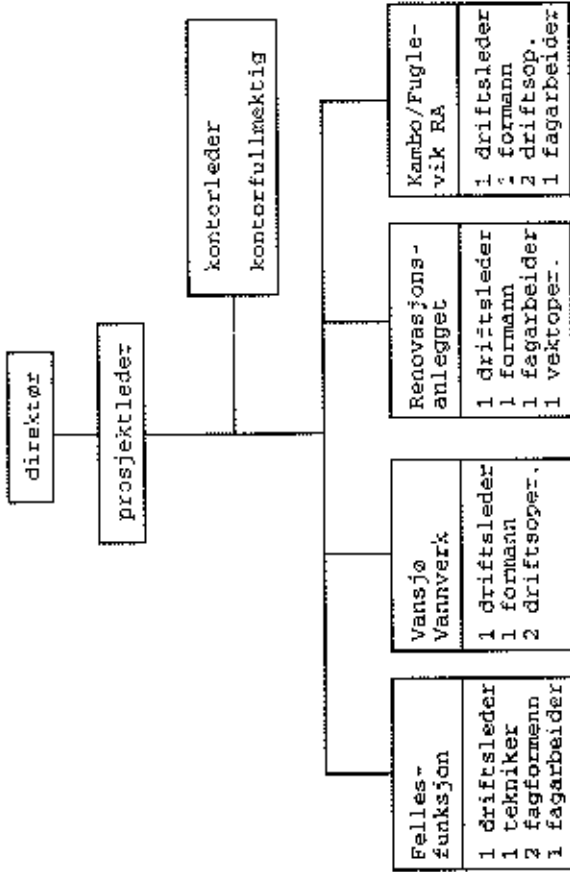 direktør
prosjektleder
kontorleder
kontorfullmektig
Felles-
funksjon
1 driftsleder
1 tekniker
2 fagformenn
1 fagarbeider
Vansjø
Vannverk
1 driftsleder
1 formann
2 driftsoper.
Renovasjons-
anlegget
1 driftsleder
1 formann
1 fagarbeider
1 vektoper.
Kambo/Fugle-
vik RA
1 driftsleder
1 formann
2 driftsop.
1 fagarbeider